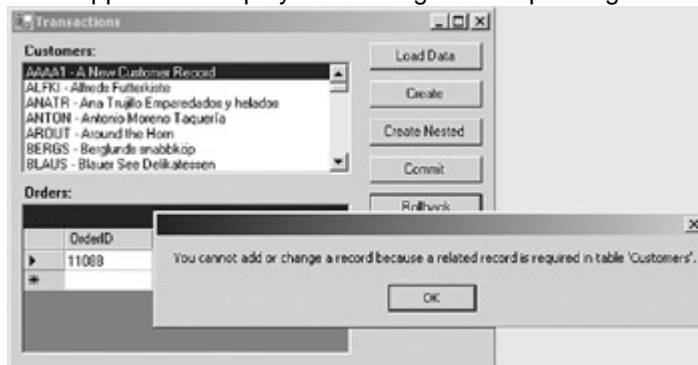 Transactions
Customers:
AAAA1 - A New Customer Record
ALFKI - Alfreds Futterkiste
ANATR - Ana Trujillo Emparedados y helados
ANTON - Antonio Moreno Taquería
AROUT - Around the Horn
BERGS - Berglunds snabbköp
BLAUS - Blauer See Delikatessen
Load Data
Create
Create Nested
Commit
Rollback
Orders:
OrderID
11088
You cannot add or change a record because a related record is required in table 'Customers'.
OK